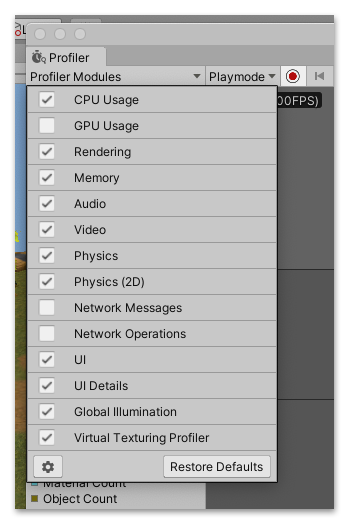 Profiler
Profiler Modules Playmode
00FPS)
CPU Usage
GPU Usage
Rendering
Memory
Audio
Video
Physics
Physics (2D)
Network Messages
Network Operations
UI
UI Details
Global Illumination
Virtual Texturing Profiler
Restore Defaults
Material Count
Object Count